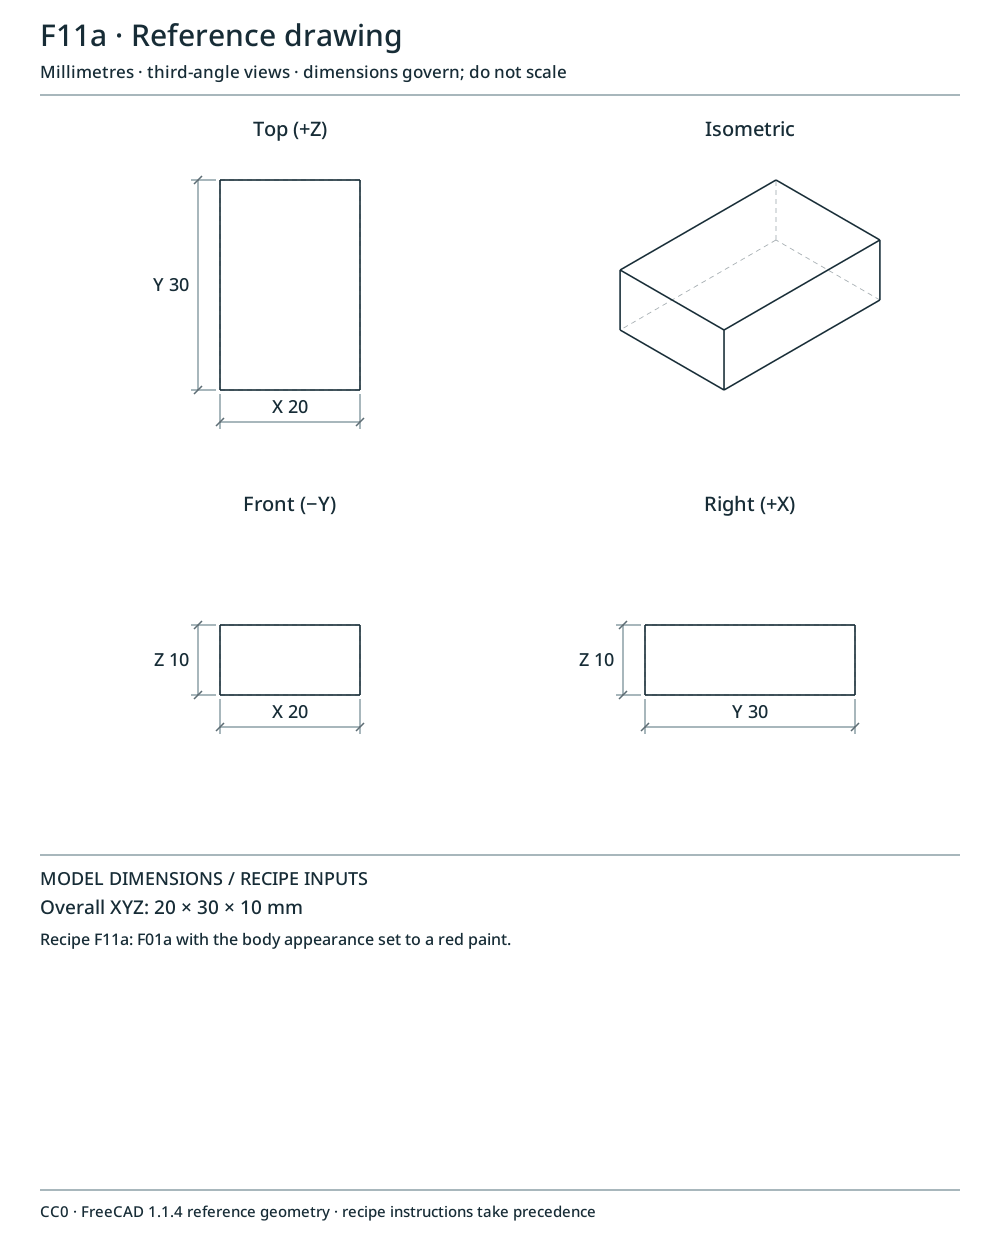 F11a · Reference drawing
Millimetres · third-angle views · dimensions govern; do not scale
Top (+Z)
Isometric
Y 30
X 20
Front (−Y)
Right (+X)
Z 10
Z 10
X 20
Y 30
MODEL DIMENSIONS / RECIPE INPUTS
Overall XYZ: 20 × 30 × 10 mm
Recipe F11a: F01a with the body appearance set to a red paint.
CC0 · FreeCAD 1.1.4 reference geometry · recipe instructions take precedence